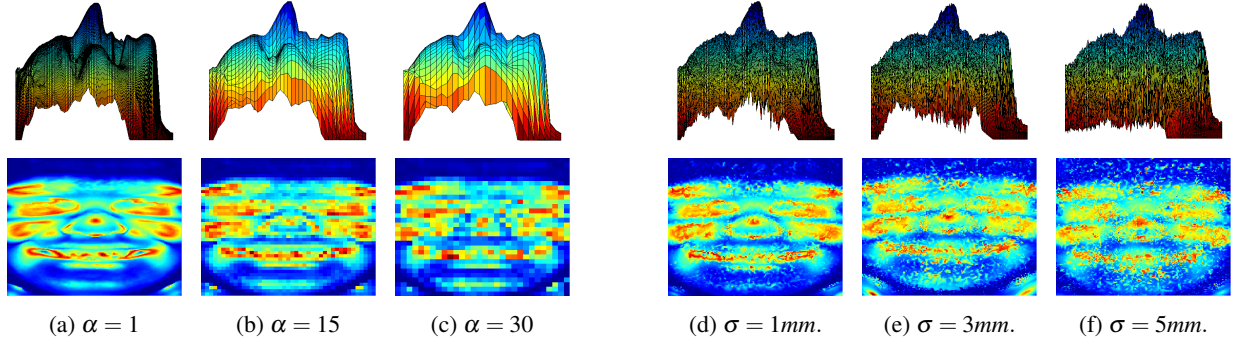 (a) α = 1 (b) α = 15 (c) α = 30 (d) σ = 1mm. (e) σ = 3mm. (f) σ = 5mm.